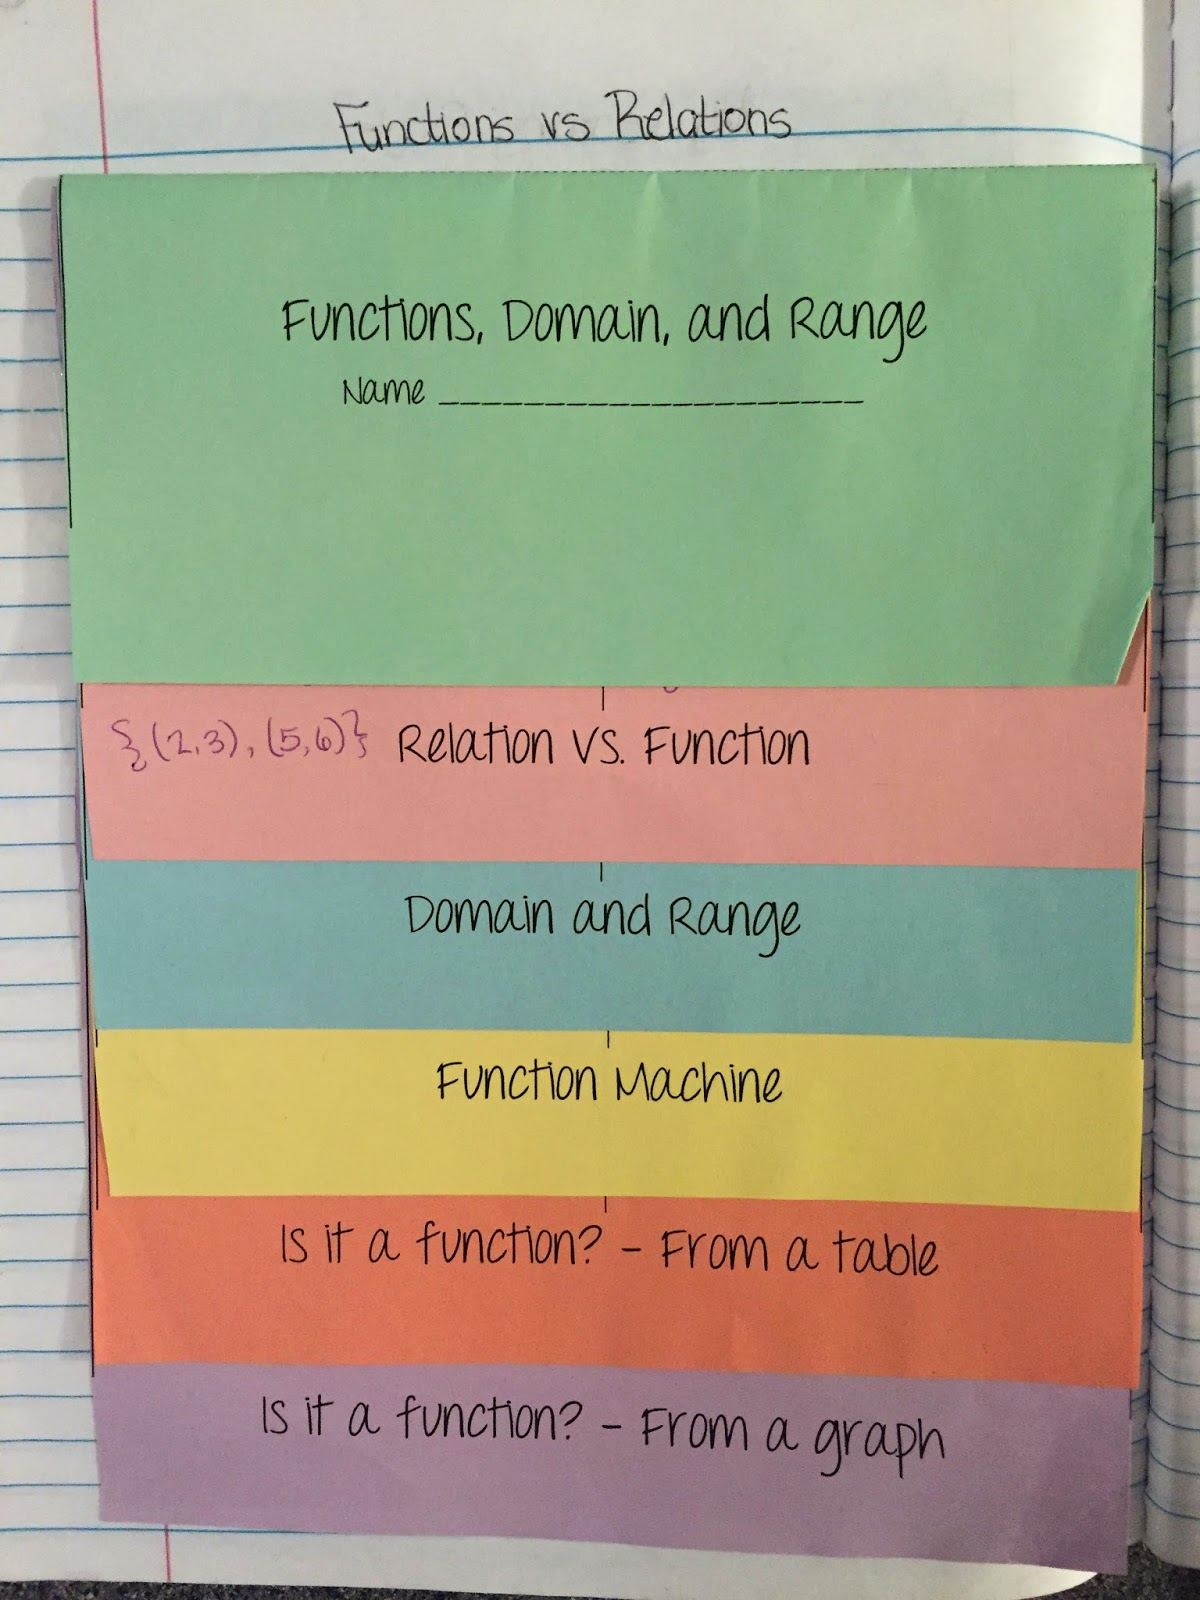 Functions vs Relations
Functions, Domain, and Range
Name ____________________
{(2,3), (5,6)} Relation VS. Function
Domain and Range
Function Machine
Is it a function? – From a table
Is it a function? – From a graph